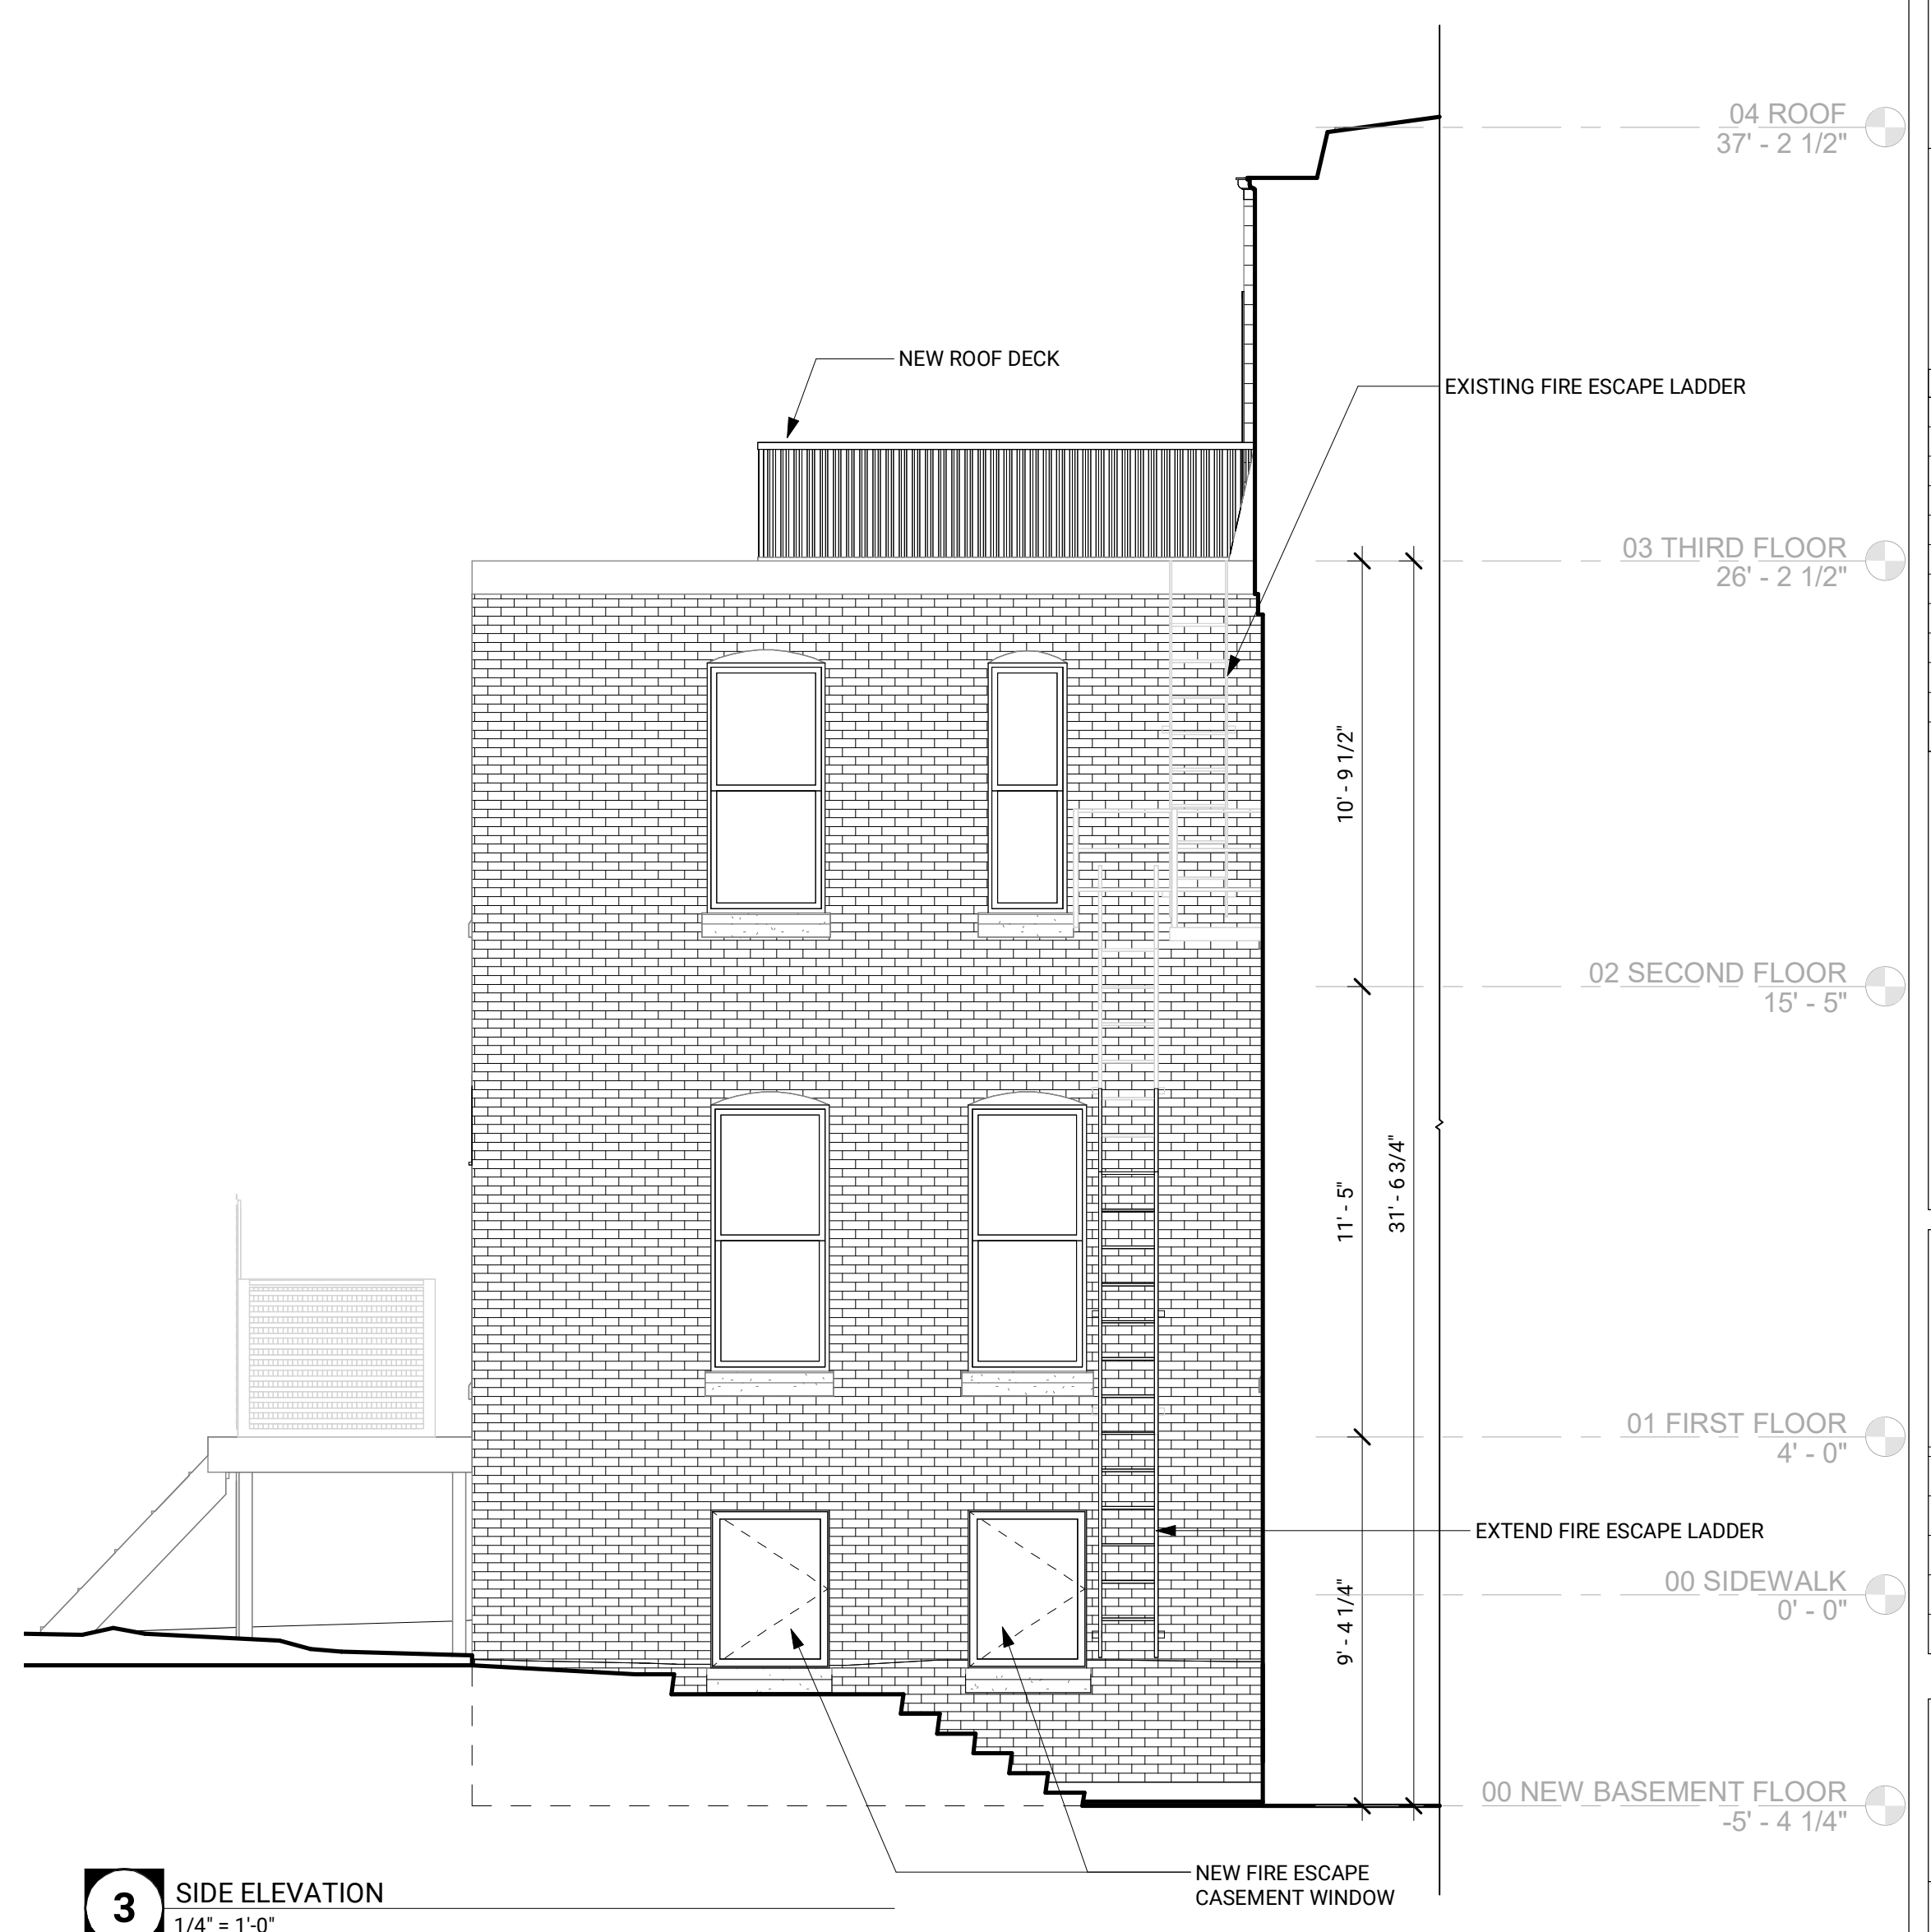 04 ROOF
37' - 2 1/2"
NEW ROOF DECK
EXISTING FIRE ESCAPE LADDER
03 THIRD FLOOR
26' - 2 1/2"
10' - 9 1/2"
02 SECOND FLOOR
15' - 5"
11' - 5"
31' - 6 3/4"
01 FIRST FLOOR
4' - 0"
EXTEND FIRE ESCAPE LADDER
00 SIDEWALK
0' - 0"
9' - 4 1/4"
00 NEW BASEMENT FLOOR
-5' - 4 1/4"
NEW FIRE ESCAPE
CASEMENT WINDOW
3
SIDE ELEVATION
1/4" = 1'-0"